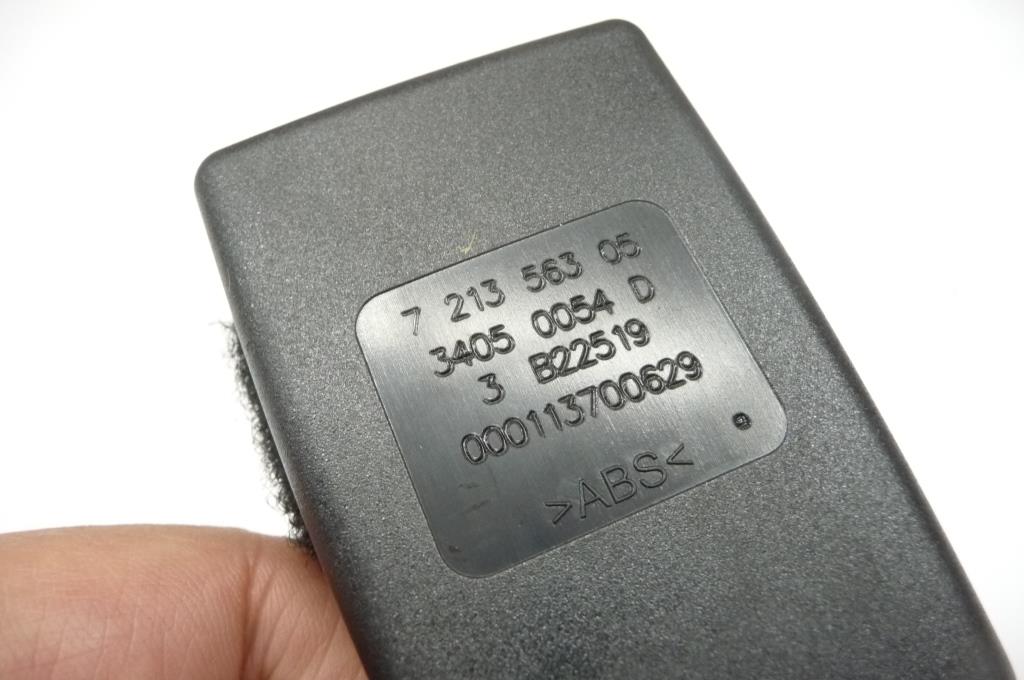 7 213 563 05
3405 0054 D
3 B22519
000113700629
>ABS<